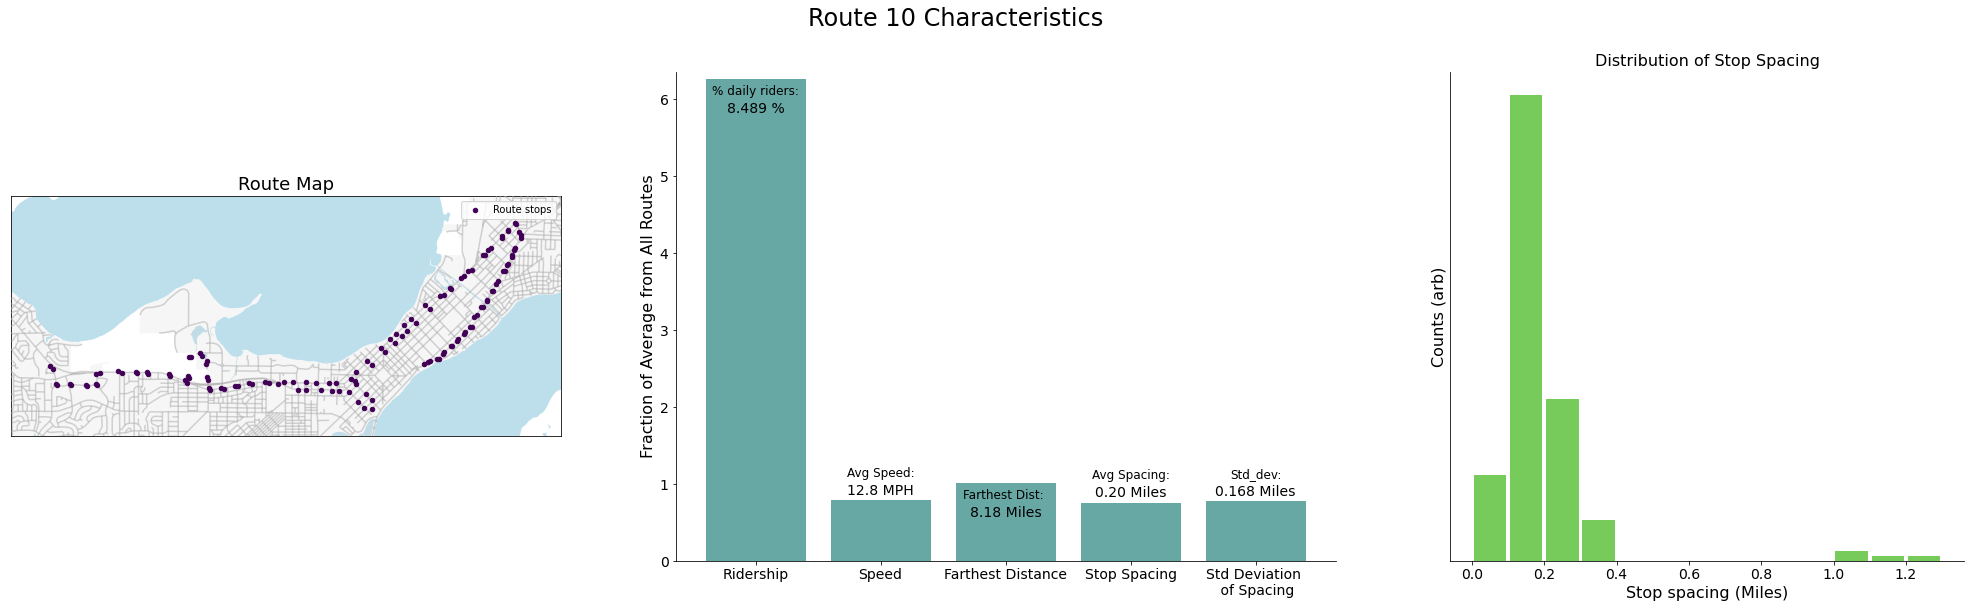 Route 10 Characteristics
Route Map
Route stops
Fraction of Average from All Routes
6
5
4
3
2
1
0
% daily riders:
8.489 %
Avg Speed:
12.8 MPH
Farthest Dist:
8.18 Miles
Avg Spacing:
0.20 Miles
Std_dev:
0.168 Miles
Ridership
Speed
Farthest Distance
Stop Spacing
Std Deviation
of Spacing
Distribution of Stop Spacing
Counts (arb)
0.0 0.2 0.4 0.6 0.8 1.0 1.2
Stop spacing (Miles)